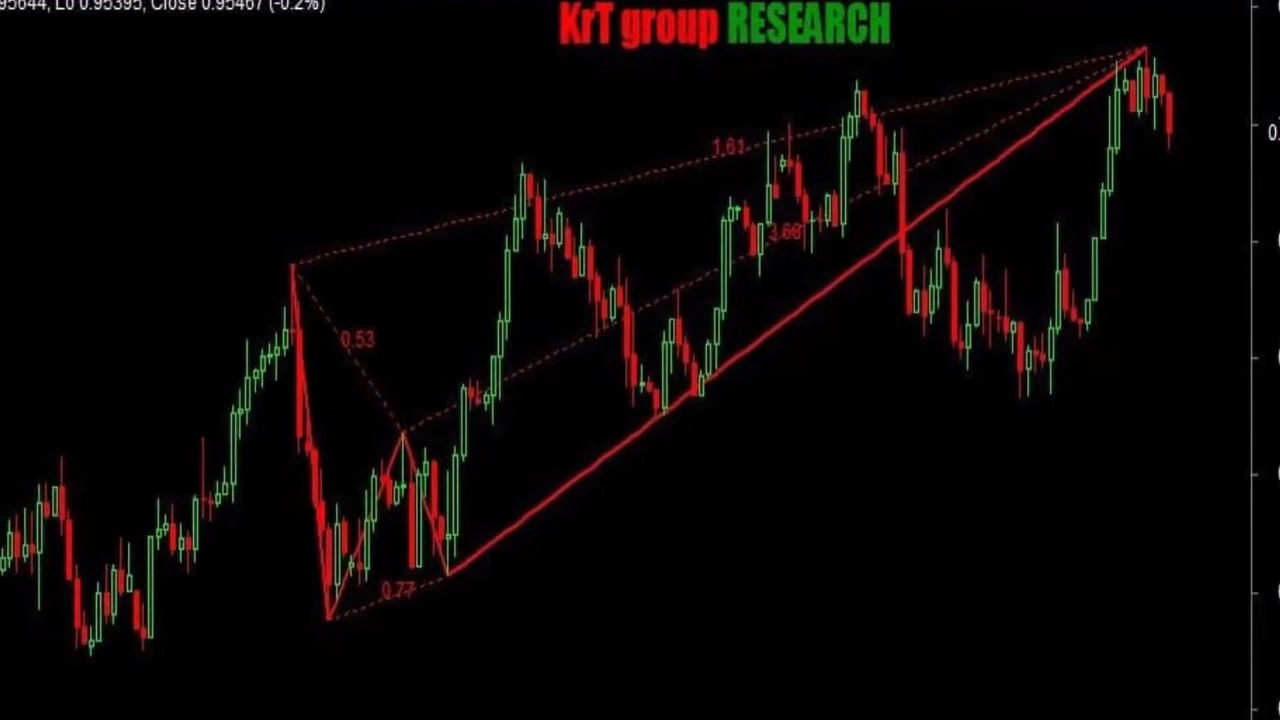 95644, Lo 0.95395, Close 0.95467 (-0.2%)
KrT group RESEARCH
1.61
3.68
0.53
0.77
0.